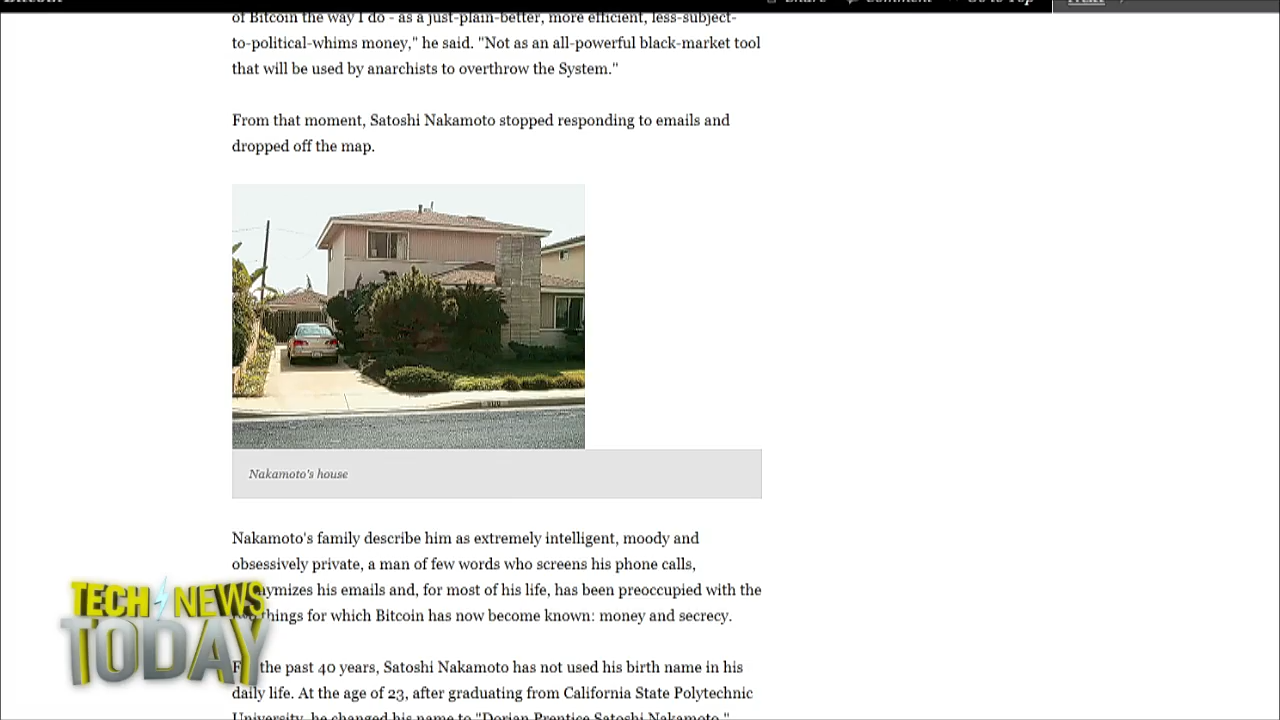 of Bitcoin the way I do - as a just-plain-better, more efficient, less-subject-
to-political-whims money," he said. "Not as an all-powerful black-market tool
that will be used by anarchists to overthrow the System."
From that moment, Satoshi Nakamoto stopped responding to emails and
dropped off the map.
Nakamoto's house
Nakamoto's family describe him as extremely intelligent, moody and
obsessively private, a man of few words who screens his phone calls,
his emails and, for most of his life, has been preoccupied with the
things for which Bitcoin has now become known: money and secrecy.
the past 40 years, Satoshi Nakamoto has not used his birth name in his
daily life. At the age of 23, after graduating from California State Polytechnic
University, he changed his name to "Dorian Prentice Satoshi Nakamoto."
TECH NEWS
TODAY